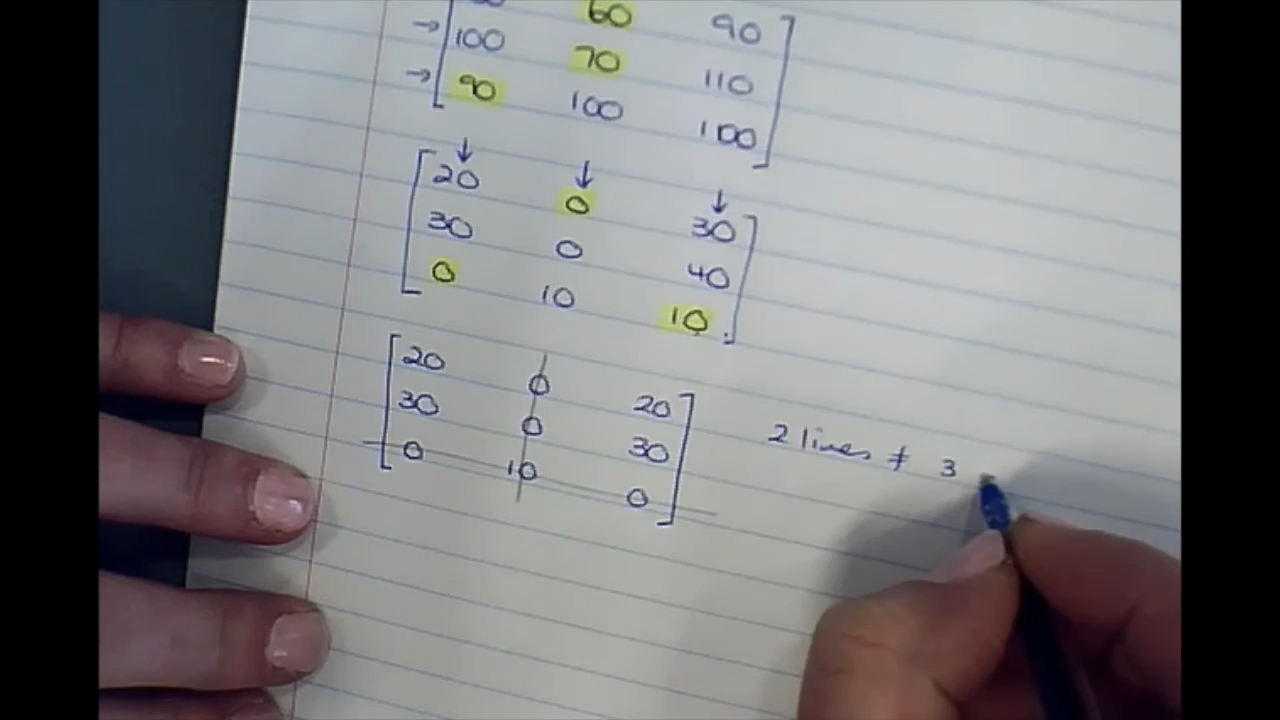 60 90
→ 100 70 110
→ 90 100 100
↓ ↓ ↓
20 0 30
30 0 40
0 10 10
20 0 20
30 0 30
0 10 0
2 lines ≠ 3